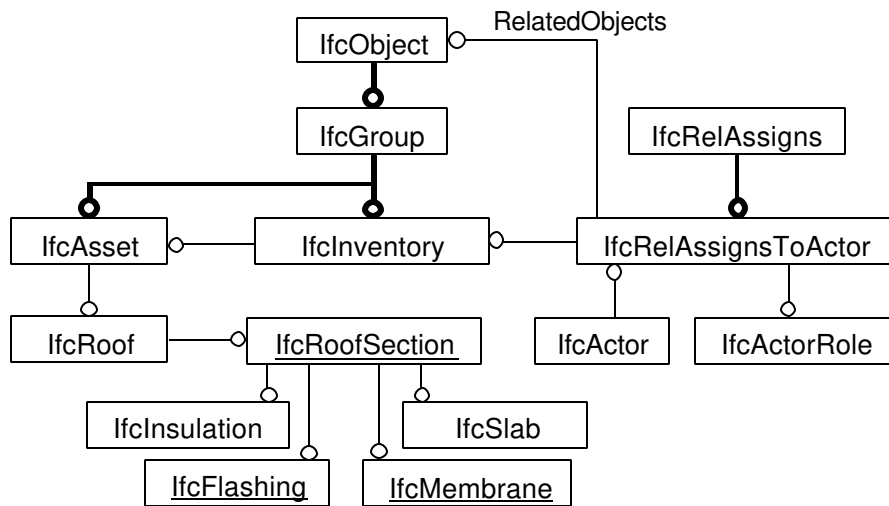 RelatedObjects
IfcObject
IfcGroup
IfcRelAssigns
IfcAsset
IfcInventory
IfcRelAssignsToActor
IfcRoof
IfcRoofSection
IfcActor
IfcActorRole
IfcInsulation
IfcSlab
IfcFlashing
IfcMembrane